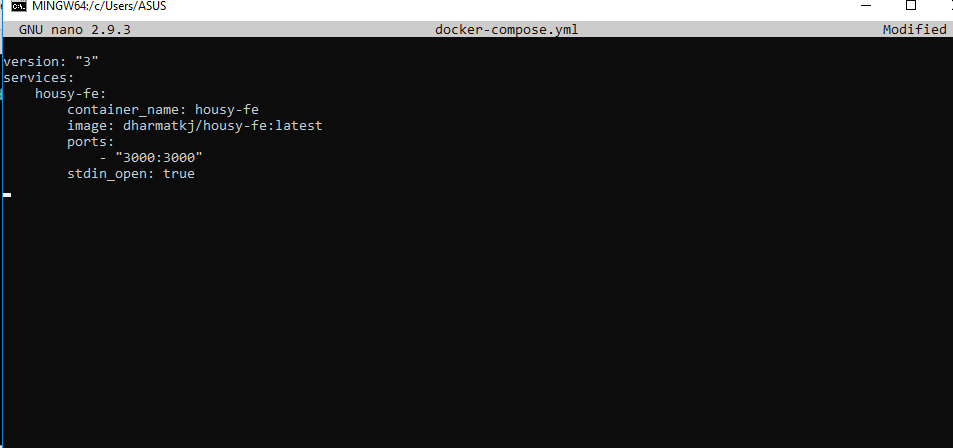 MINGW64:/c/Users/ASUS
GNU nano 2.9.3 docker-compose.yml Modified
version: "3"
services:
    housy-fe:
        container_name: housy-fe
        image: dharmatkj/housy-fe:latest
        ports:
            - "3000:3000"
        stdin_open: true